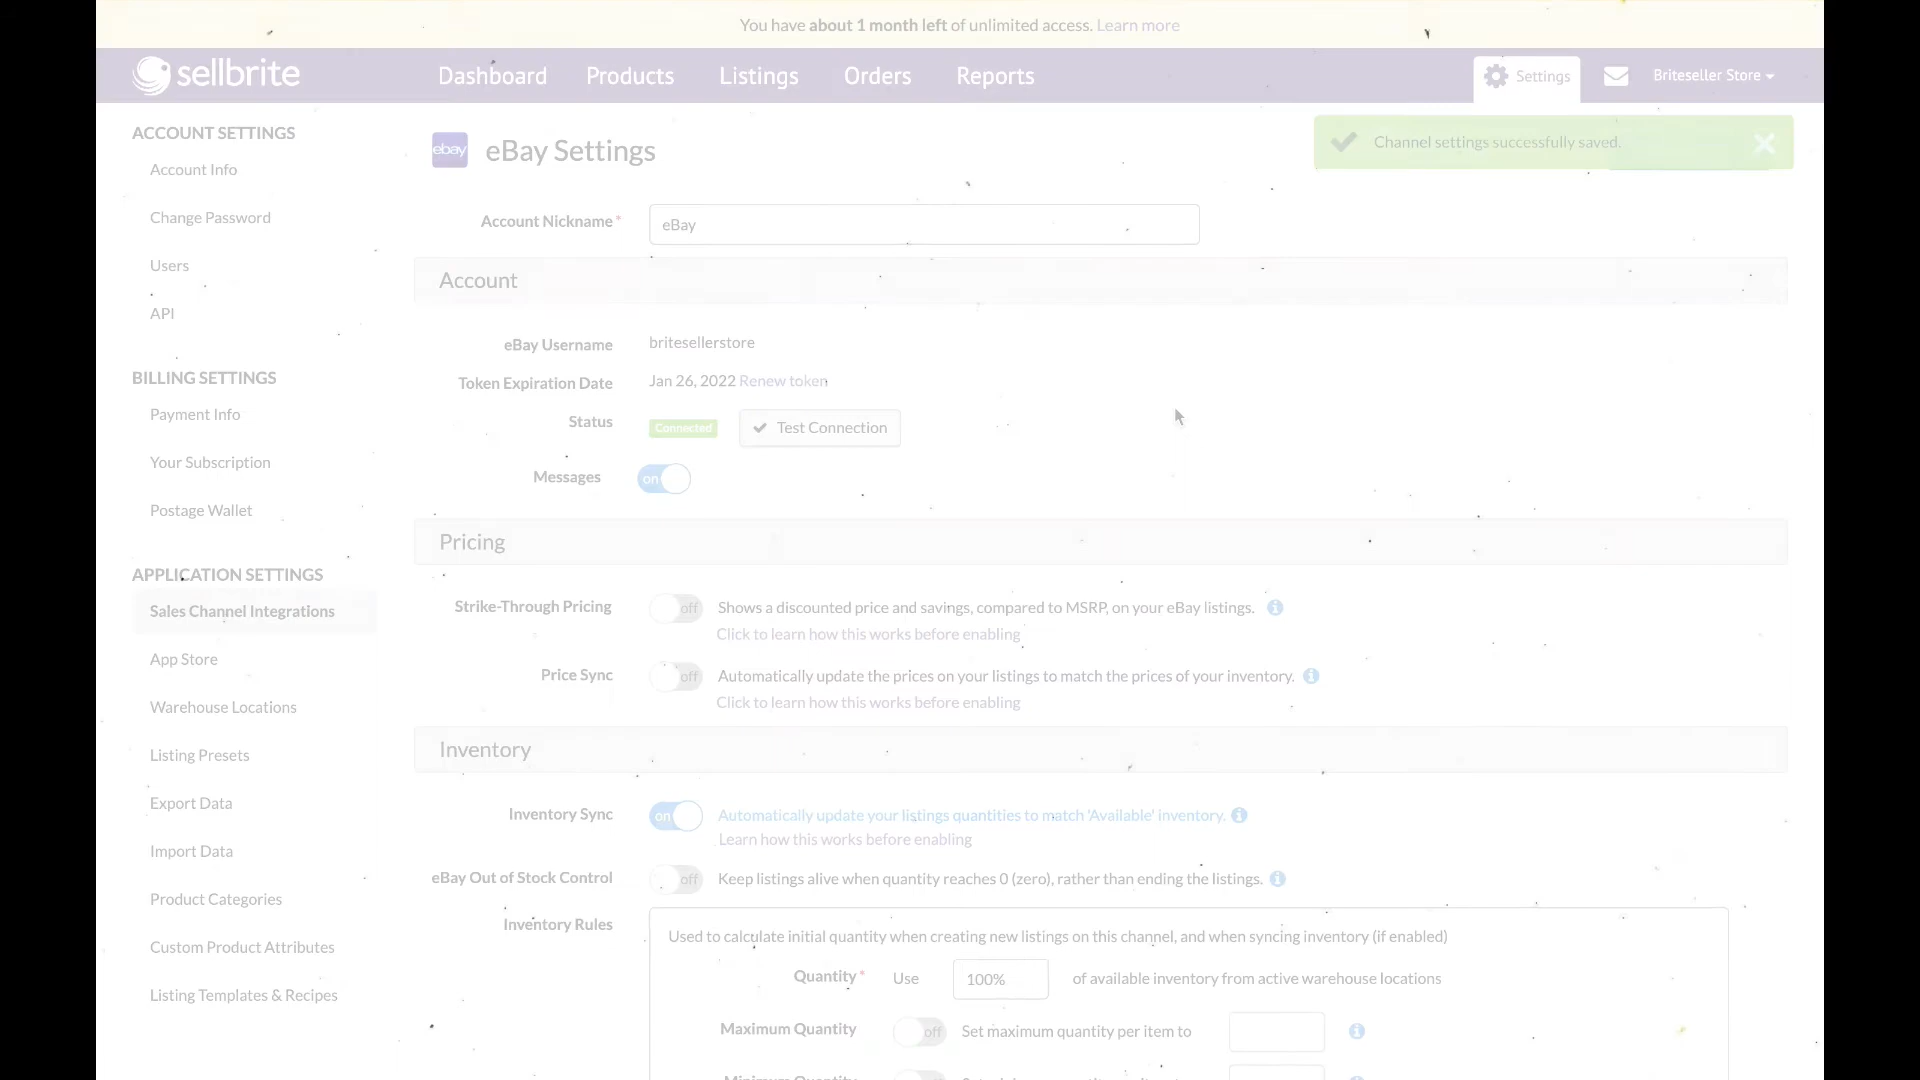 You have about 1 month left of unlimited access. Learn more
sellbrite
Dashboard Products Listings Orders Reports
Settings
Briteseller Store
ACCOUNT SETTINGS
Account Info
Change Password
Users
API
BILLING SETTINGS
Payment Info
Your Subscription
Postage Wallet
APPLICATION SETTINGS
Sales Channel Integrations
App Store
Warehouse Locations
Listing Presets
Export Data
Import Data
Product Categories
Custom Product Attributes
Listing Templates & Recipes
ebay eBay Settings
Channel settings successfully saved.
Account Nickname* eBay
Account
eBay Username britesellerstore
Token Expiration Date Jan 26, 2022 Renew token
Status Connected Test Connection
Messages on
Pricing
Strike-Through Pricing off Shows a discounted price and savings, compared to MSRP, on your eBay listings.
Click to learn how this works before enabling
Price Sync off Automatically update the prices on your listings to match the prices of your inventory.
Click to learn how this works before enabling
Inventory
Inventory Sync on Automatically update your listings quantities to match 'Available' inventory.
Learn how this works before enabling
eBay Out of Stock Control off Keep listings alive when quantity reaches 0 (zero), rather than ending the listings.
Inventory Rules
Used to calculate initial quantity when creating new listings on this channel, and when syncing inventory (if enabled)
Quantity* Use 100% of available inventory from active warehouse locations
Maximum Quantity off Set maximum quantity per item to